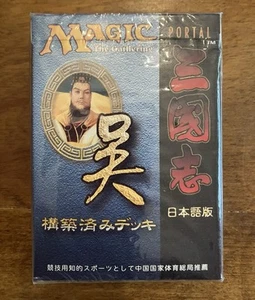 MAGIC
The Gathering
PORTAL
TM
三國志
日本語版
吴
構築済みデッキ
競技用知的スポーツとして中国国家体育総局推薦